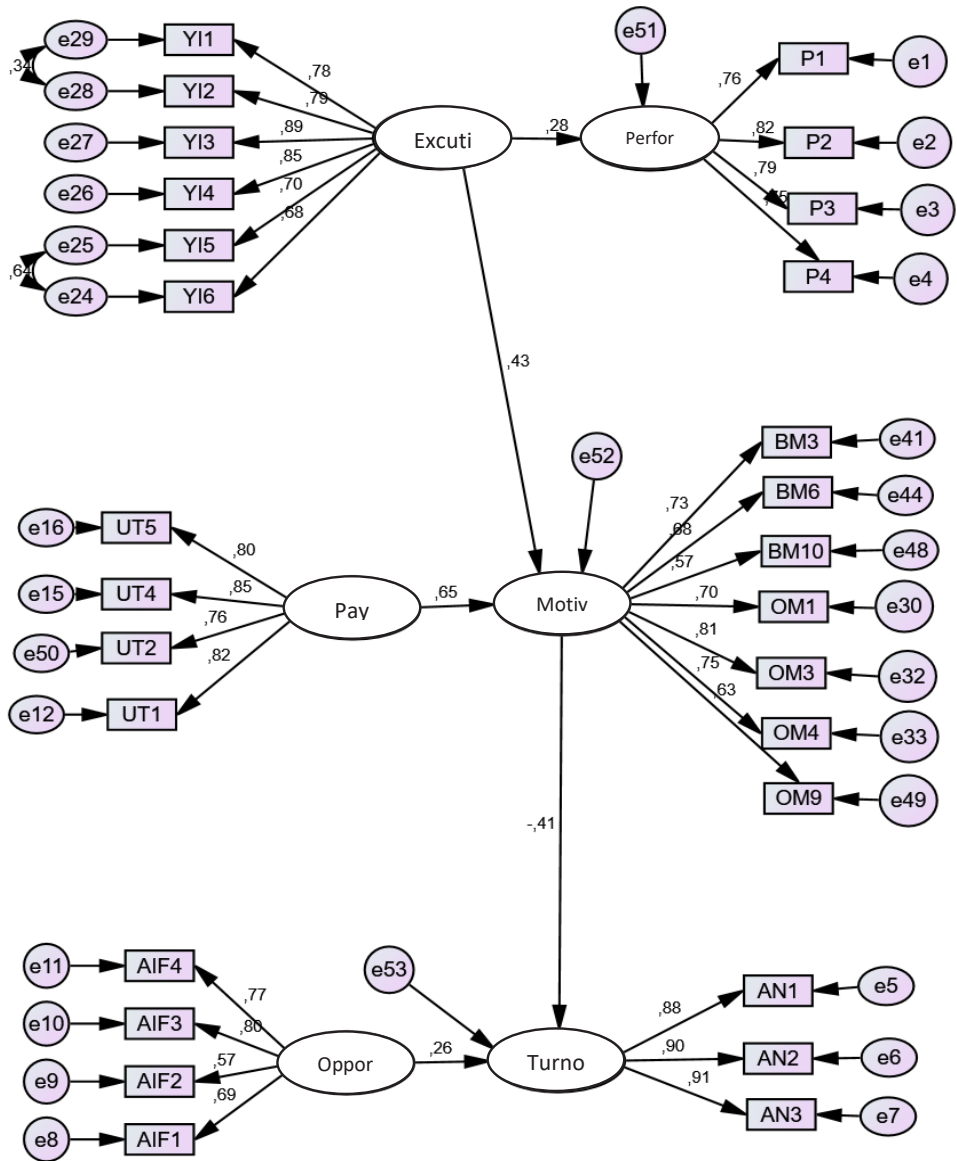 e29 YI1
,34
e28 YI2
e27 YI3
e26 YI4
e25 YI5
,64
e24 YI6
,78
,79
,89
,85
,70
,68
Excuti
,28
e51
Perfor
,76
,82
,79
P1 e1
P2 e2
P3 e3
P4 e4
,43
e52
e16 UT5
e15 UT4
e50 UT2
e12 UT1
,80
,85
,76
,82
Pay
,65
Motiv
,73
,68
,57
,70
,81
,75
,63
BM3 e41
BM6 e44
BM10 e48
OM1 e30
OM3 e32
OM4 e33
OM9 e49
-,41
e11 AIF4
e10 AIF3
e9 AIF2
e8 AIF1
,77
,80
,57
,69
Oppor
,26
e53
Turno
,88
,90
,91
AN1 e5
AN2 e6
AN3 e7